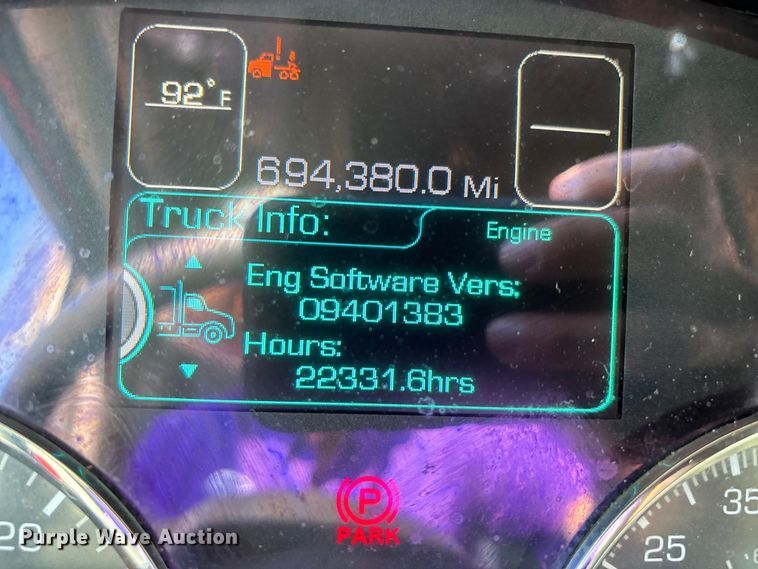 92°F
694,380.0 Mi
Truck Info:
Engine
Eng Software Vers:
09401383
Hours:
22331.6hrs
P
PARK
20
25
35
Purple Wave Auction